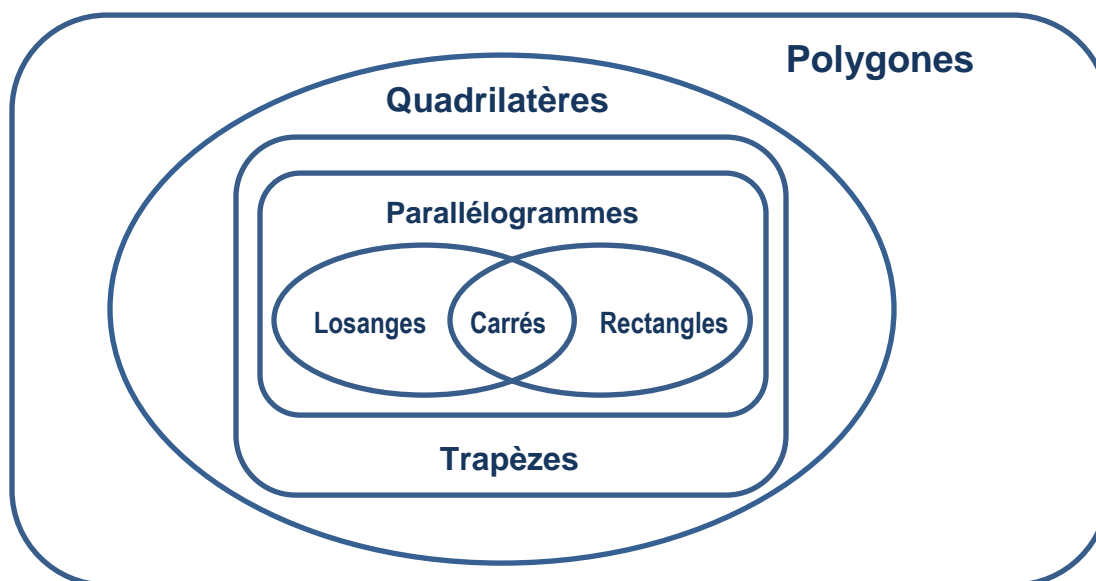 Polygones
Quadrilatères
Parallélogrammes
Losanges Carrés Rectangles
Trapèzes